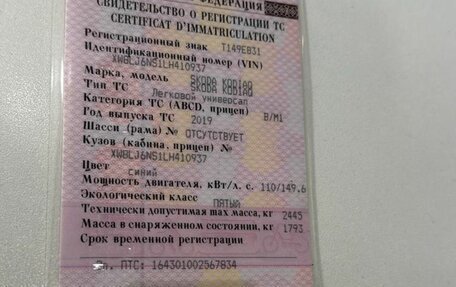 ФЕДЕРАЦИЯ
СВИДЕТЕЛЬСТВО О РЕГИСТРАЦИИ ТС
CERTIFICAT D'IMMATRICULATION
Регистрационный знак Т149ЕВ31
Идентификационный номер (VIN)
XW8LJ6NS1LH410937
Марка, модель SKODA KODIAQ
SKODA KODIAQ
Тип ТС Легковой универсал
Категория ТС (ABCD, прицеп) B/M1
Год выпуска ТС 2019
Шасси (рама) № ОТСУТСТВУЕТ
Кузов (кабина, прицеп) №
XW8LJ6NS1LH410937
Цвет
синий
Мощность двигателя, кВт/л. с. 110/149.6
Экологический класс ПЯТЫЙ
Технически допустимая max масса, кг 2445
Масса в снаряженном состоянии, кг 1793
Срок временной регистрации
Эл. ПТС: 164301002567834